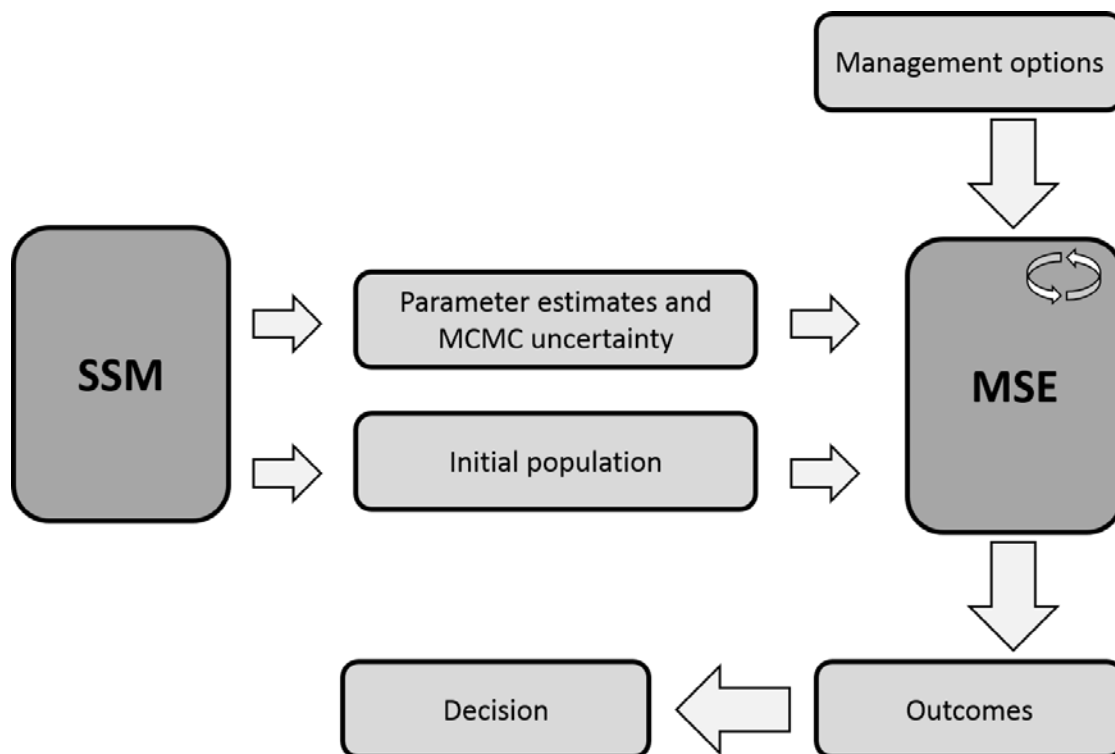 Management options
SSM
Parameter estimates and
MCMC uncertainty
MSE
Initial population
Decision
Outcomes